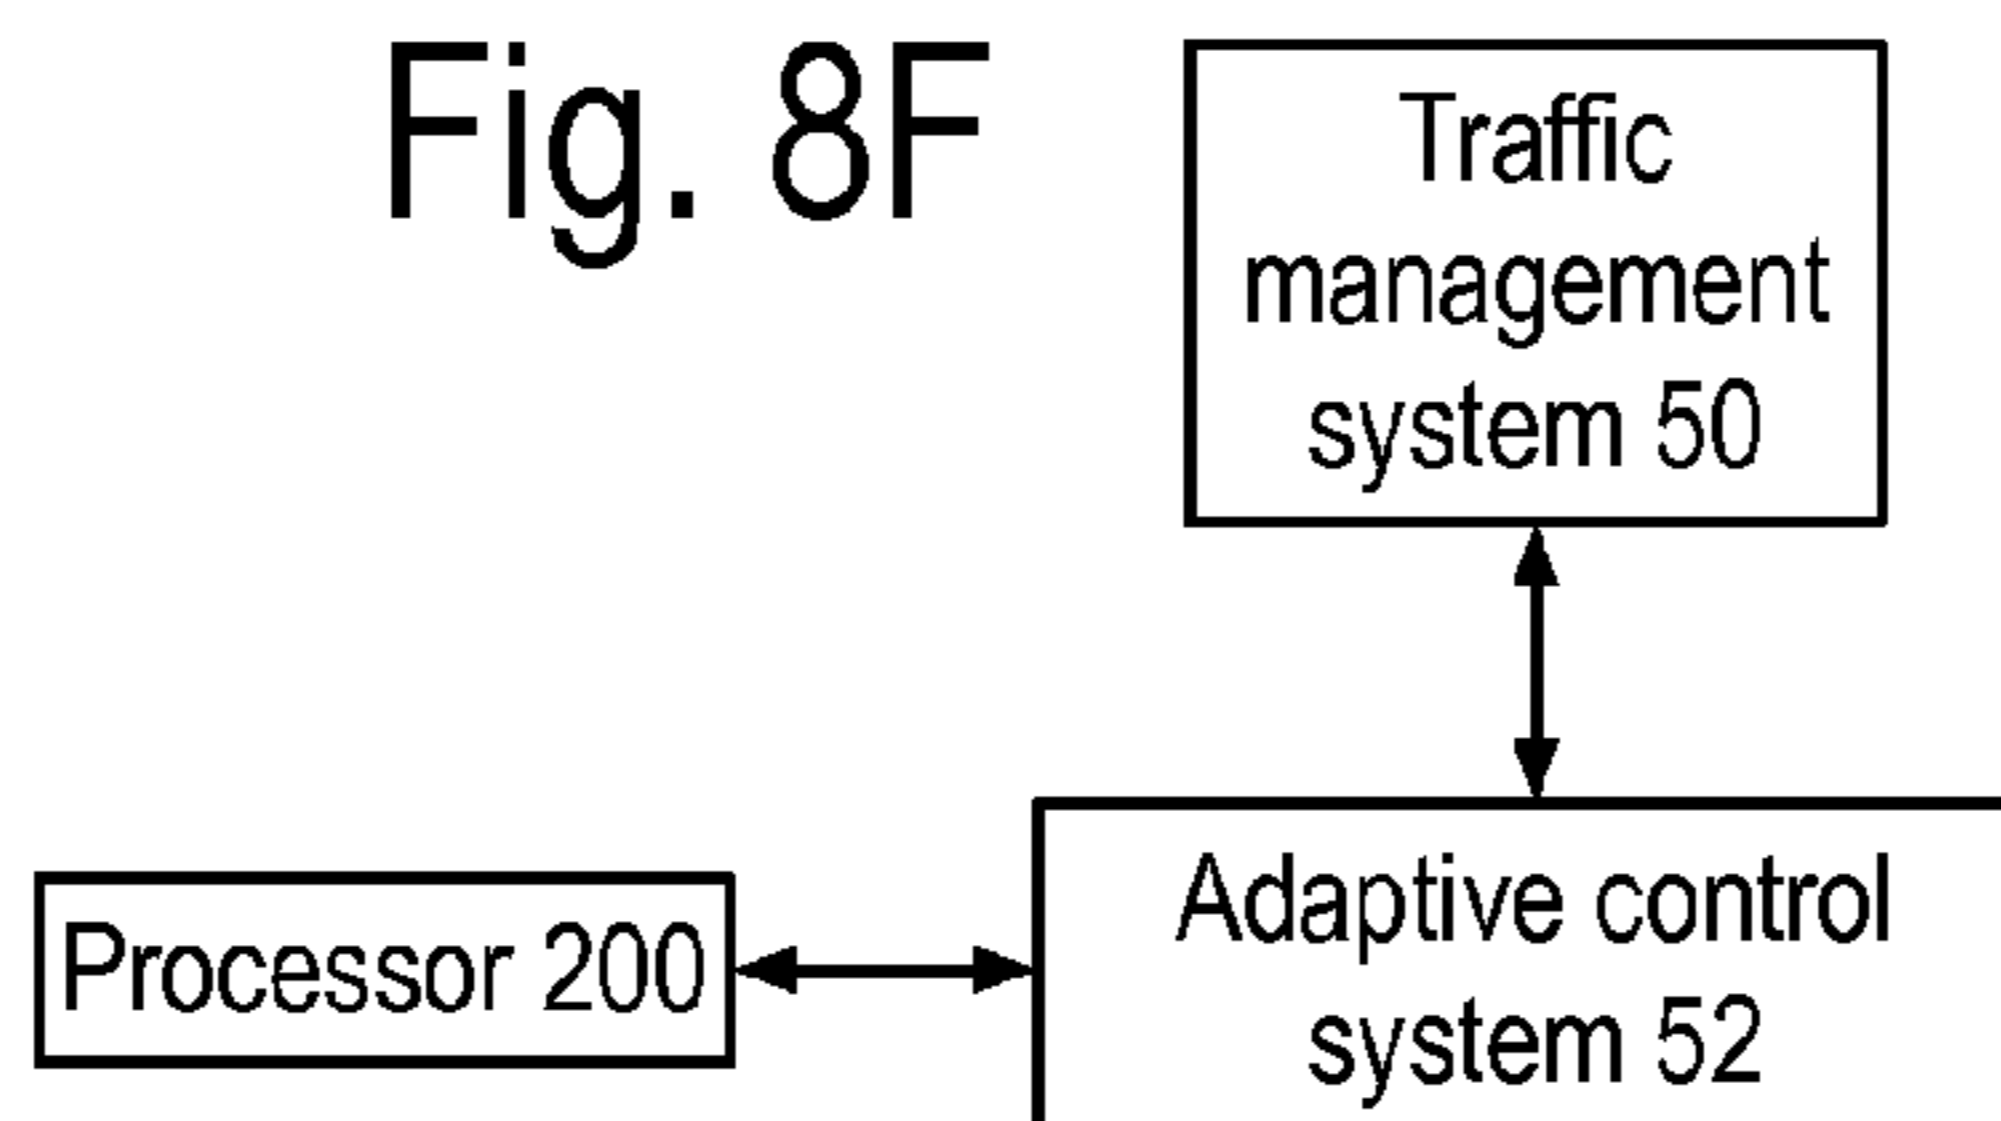 Fig. 8F
Traffic
management
system 50
Processor 200
Adaptive control
system 52